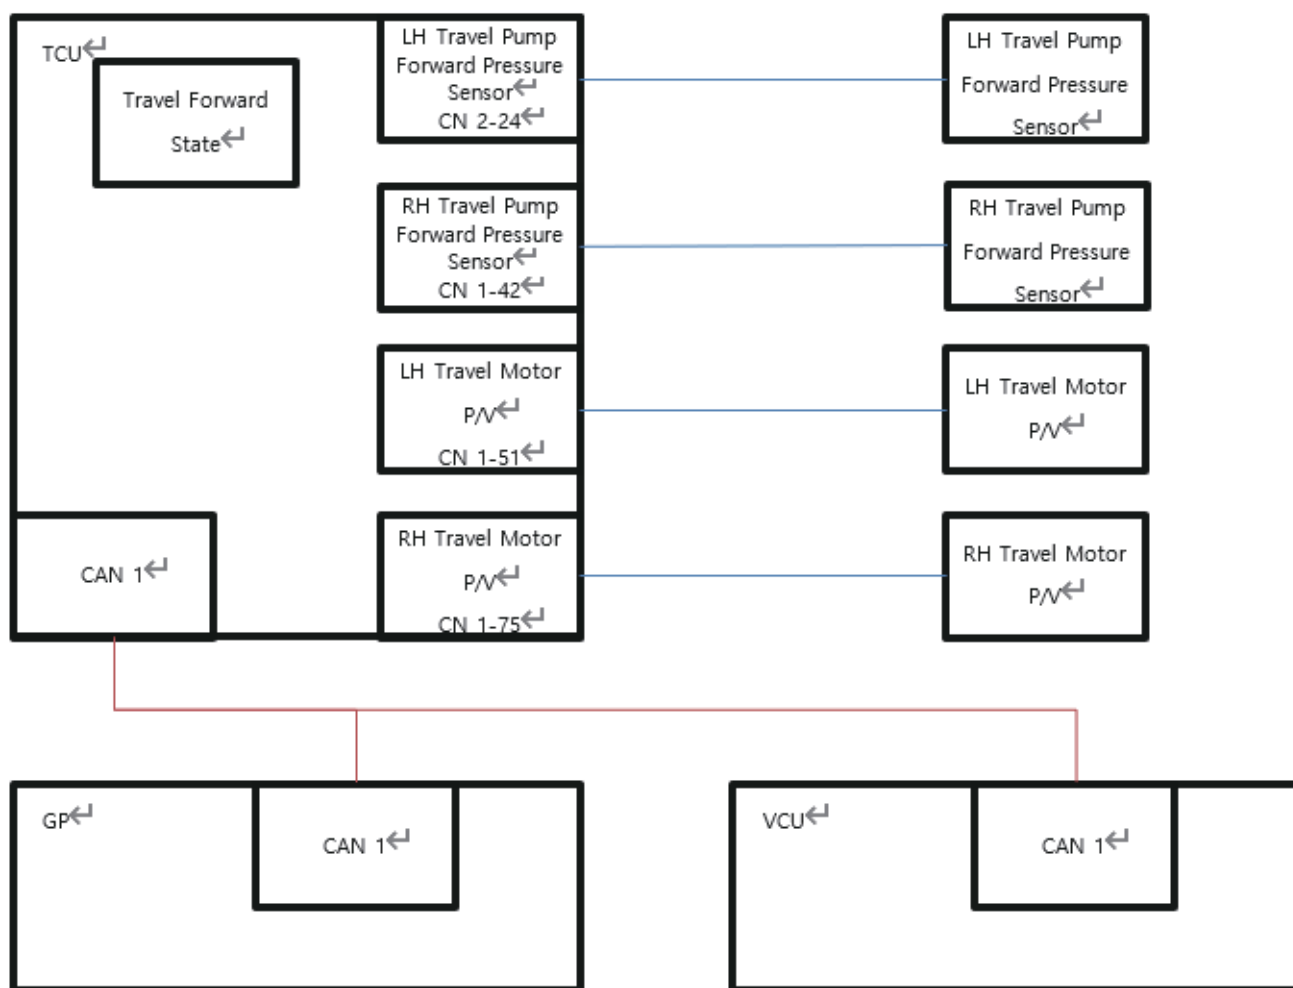 TCU↵
Travel Forward
State↵
LH Travel Pump
Forward Pressure
Sensor↵
CN 2-24↵
LH Travel Pump
Forward Pressure
Sensor↵
RH Travel Pump
Forward Pressure
Sensor↵
CN 1-42↵
RH Travel Pump
Forward Pressure
Sensor↵
LH Travel Motor
P/V↵
CN 1-51↵
LH Travel Motor
P/V↵
CAN 1↵
RH Travel Motor
P/V↵
CN 1-75↵
RH Travel Motor
P/V↵
GP↵
CAN 1↵
VCU↵
CAN 1↵